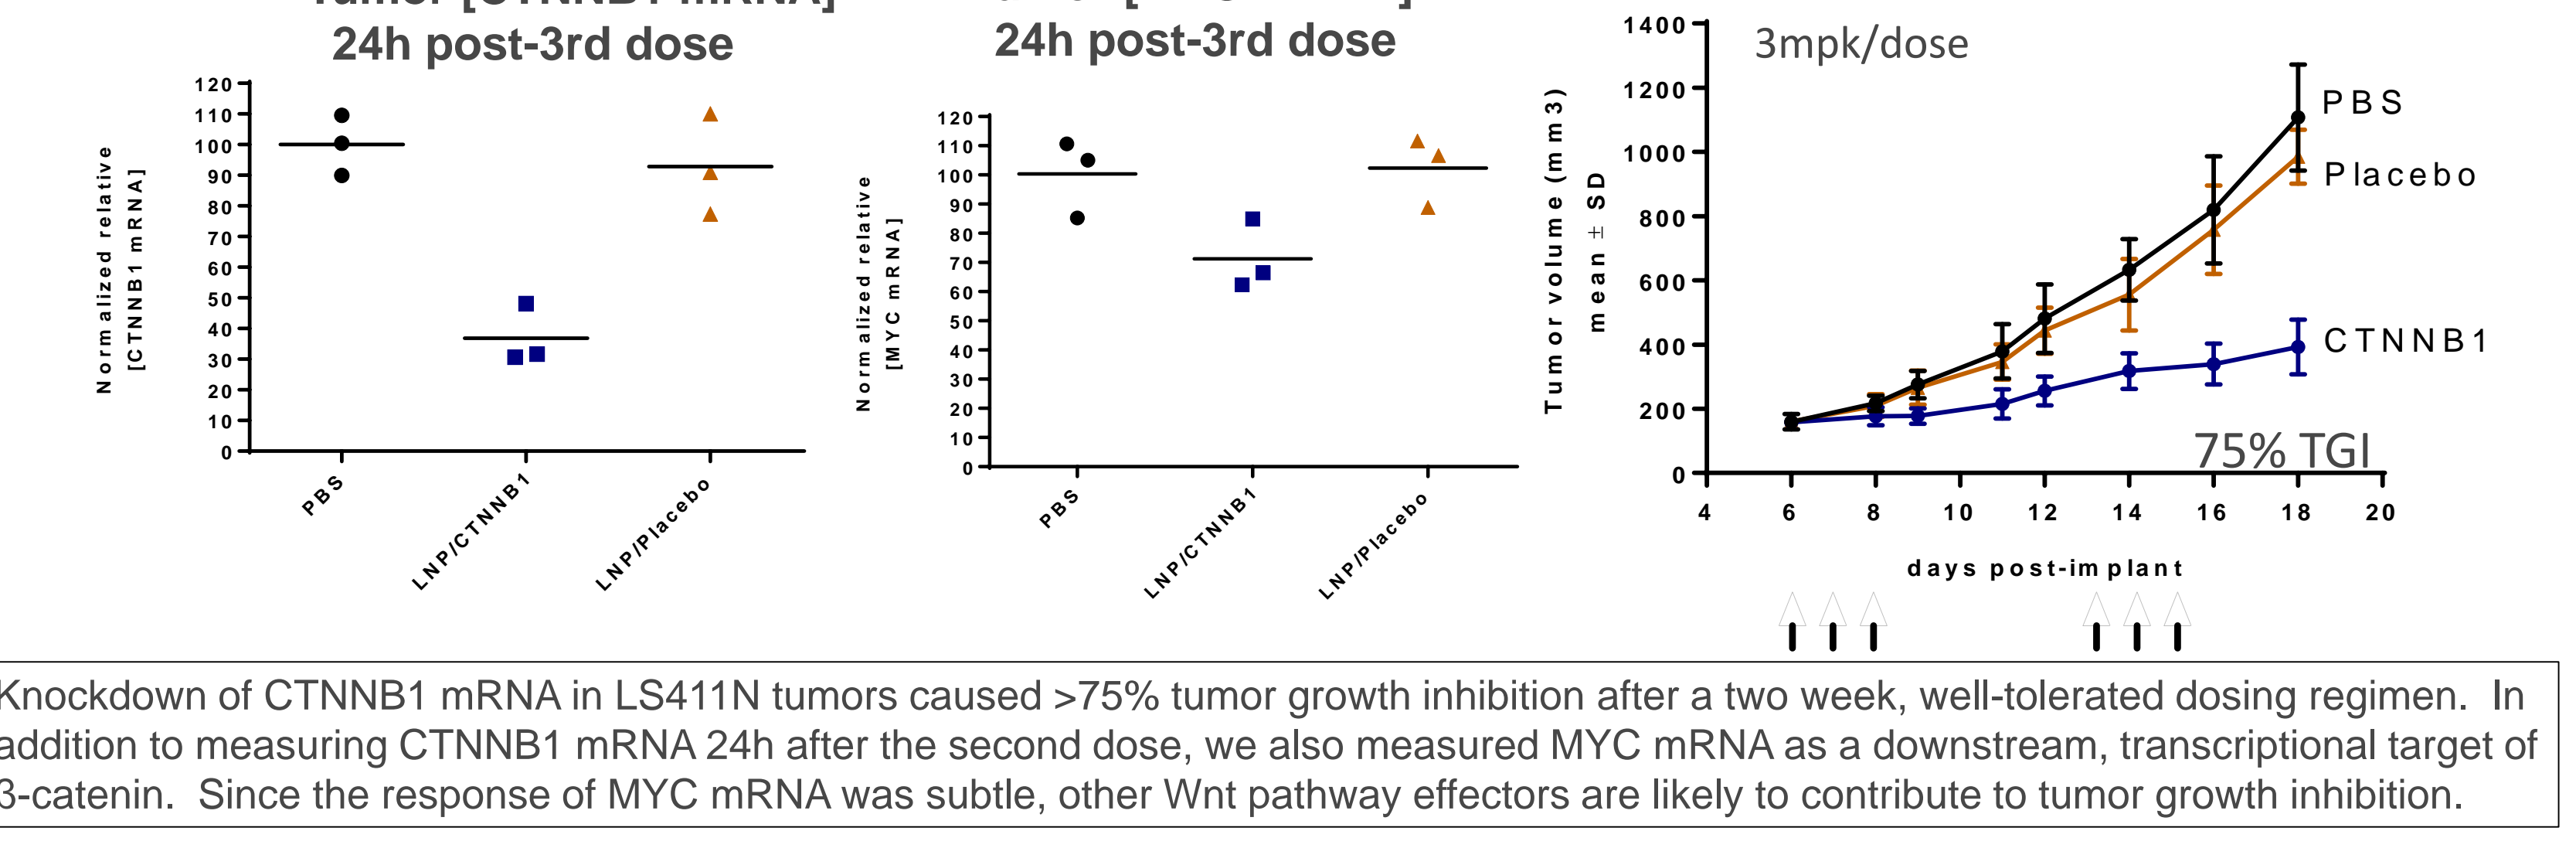 Tumor [CTNNB1 mRNA]
24h post-3rd dose
120
110
100
90
80
70
60
50
40
30
20
10
0
Normalized relative
[CTNNB1 mRNA]
PBS
LNP/CTNNB1
LNP/Placebo
24h post-3rd dose
120
110
100
90
80
70
60
50
40
30
20
10
0
Normalized relative
[MYC mRNA]
PBS
LNP/CTNNB1
LNP/Placebo
3mpk/dose
1400
1200
1000
800
600
400
200
0
Tumor volume (mm3)
mean ± SD
PBS
Placebo
CTNNB1
75% TGI
4 6 8 10 12 14 16 18 20
days post-implant
Knockdown of CTNNB1 mRNA in LS411N tumors caused >75% tumor growth inhibition after a two week, well-tolerated dosing regimen. In
addition to measuring CTNNB1 mRNA 24h after the second dose, we also measured MYC mRNA as a downstream, transcriptional target of
β-catenin. Since the response of MYC mRNA was subtle, other Wnt pathway effectors are likely to contribute to tumor growth inhibition.